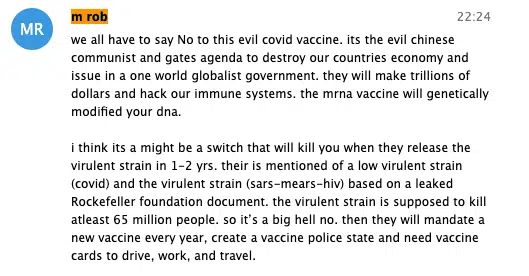 MR
m rob
22:24
we all have to say No to this evil covid vaccine. its the evil chinese
communist and gates agenda to destroy our countries economy and
issue in a one world globalist government. they will make trillions of
dollars and hack our immune systems. the mrna vaccine will genetically
modified your dna.
i think its a might be a switch that will kill you when they release the
virulent strain in 1-2 yrs. their is mentioned of a low virulent strain
(covid) and the virulent strain (sars-mears-hiv) based on a leaked
Rockefeller foundation document. the virulent strain is supposed to kill
atleast 65 million people. so it's a big hell no. then they will mandate a
new vaccine every year, create a vaccine police state and need vaccine
cards to drive, work, and travel.